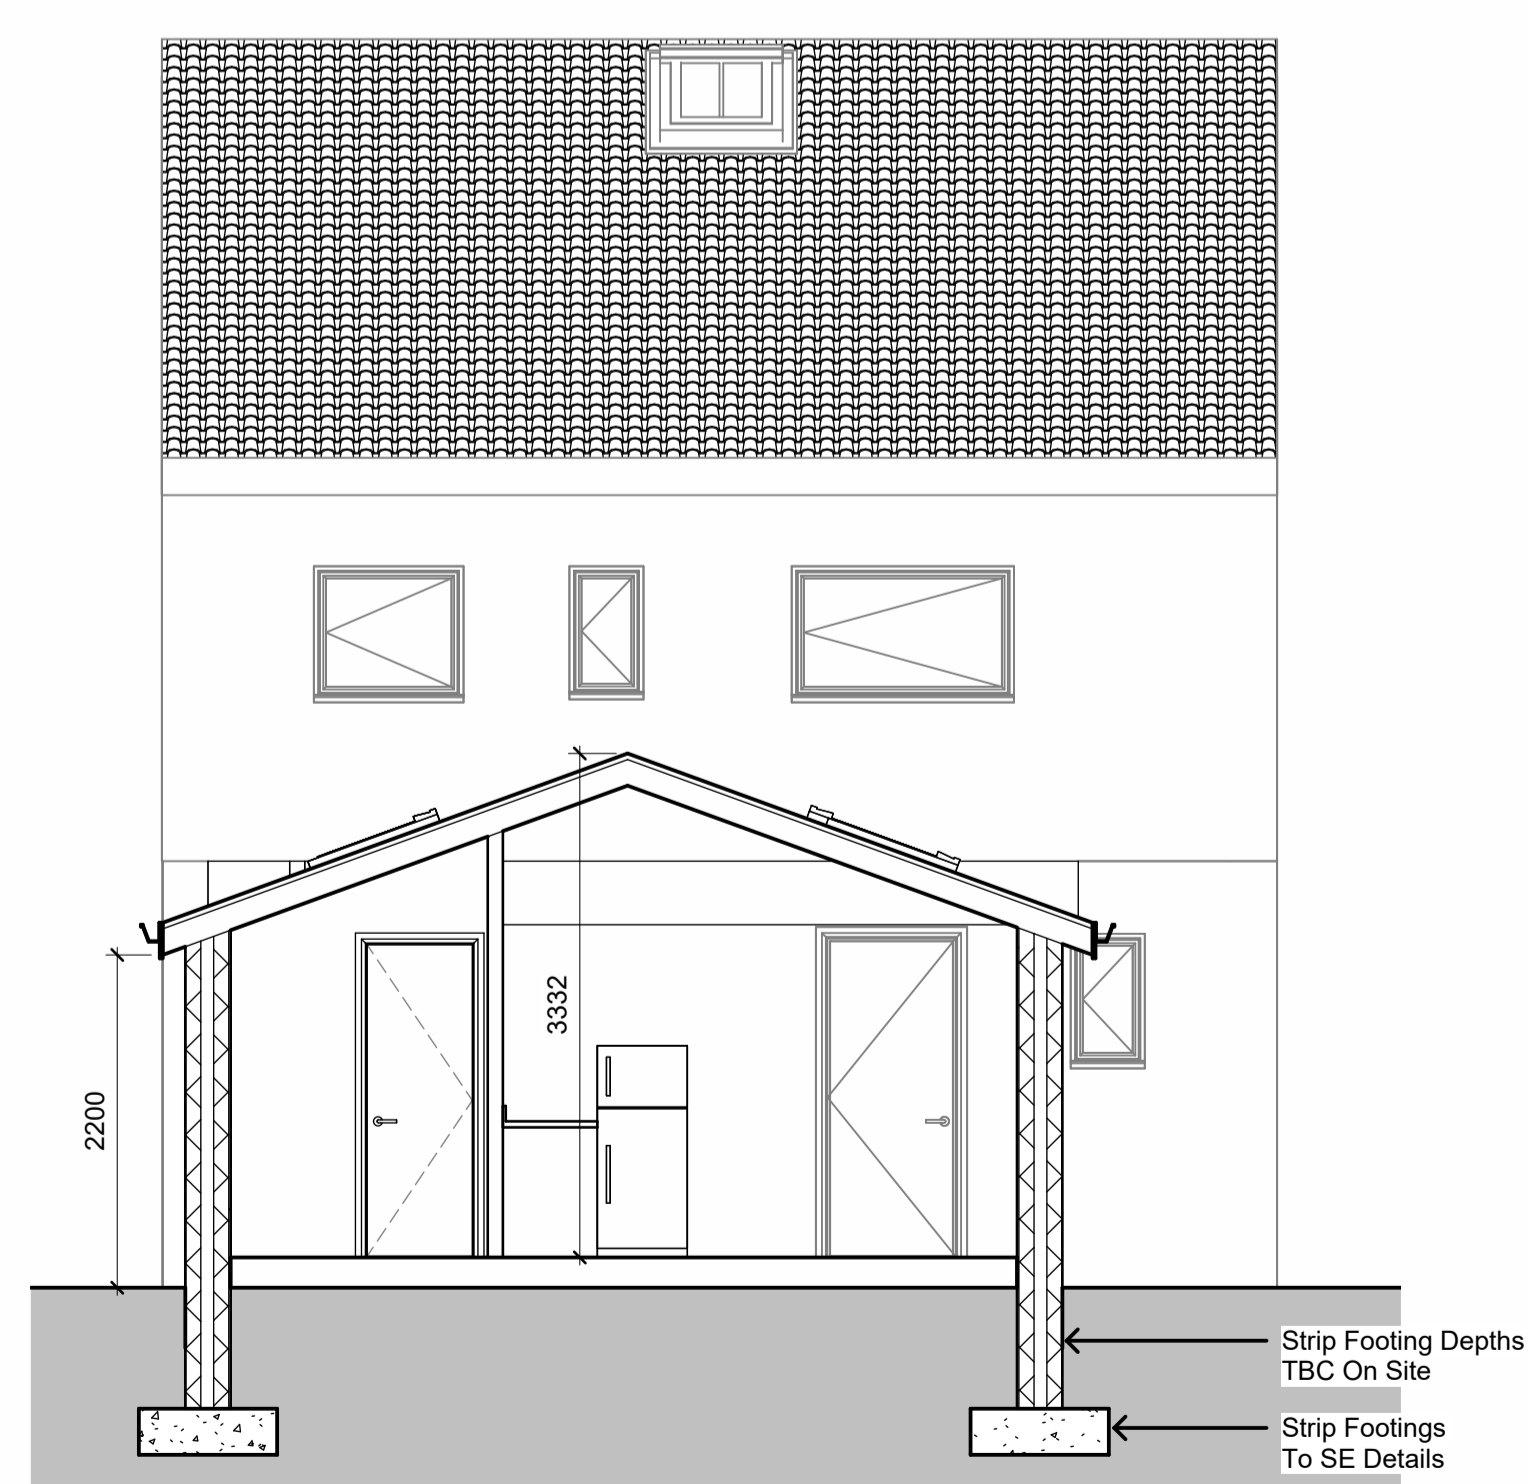 3332
2200
Strip Footing Depths
TBC On Site
Strip Footings
To SE Details